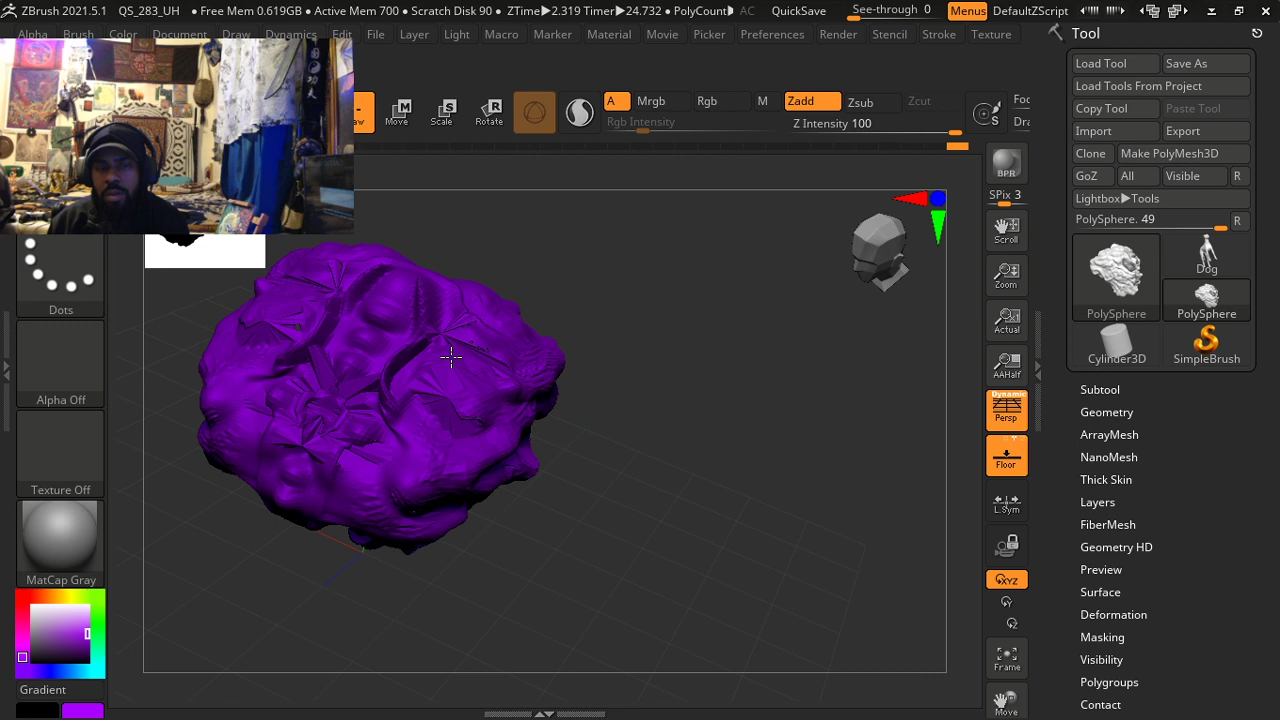 ZBrush 2021.5.1 QS_283_UH • Free Mem 0.619GB • Active Mem 700 • Scratch Disk 90 • ZTime▶2.319 Timer▶24.732 • PolyCount▶ AC QuickSave See-through 0 Menus DefaultZScript
Alpha Brush Color Document Draw Dynamics Edit File Layer Light Macro Marker Material Movie Picker Preferences Render Stencil Stroke Texture
Tool
Load Tool Save As
Load Tools From Project
Copy Tool Paste Tool
Import Export
Clone Make PolyMesh3D
GoZ All Visible R
Lightbox▶Tools
PolySphere. 49 R
PolySphere
Dog
PolySphere
Cylinder3D SimpleBrush
Subtool
Geometry
ArrayMesh
NanoMesh
Thick Skin
Layers
FiberMesh
Geometry HD
Preview
Surface
Deformation
Masking
Visibility
Polygroups
Contact
Move Scale Rotate
A Mrgb Rgb M Zadd Zsub Zcut
Rgb Intensity Z Intensity 100
BPR
SPix 3
Scroll
Zoom
Actual
AAHalf
Dynamic
Persp
Floor
L.Sym
XYZ
Frame
Move
Dots
Alpha Off
Texture Off
MatCap Gray
Gradient